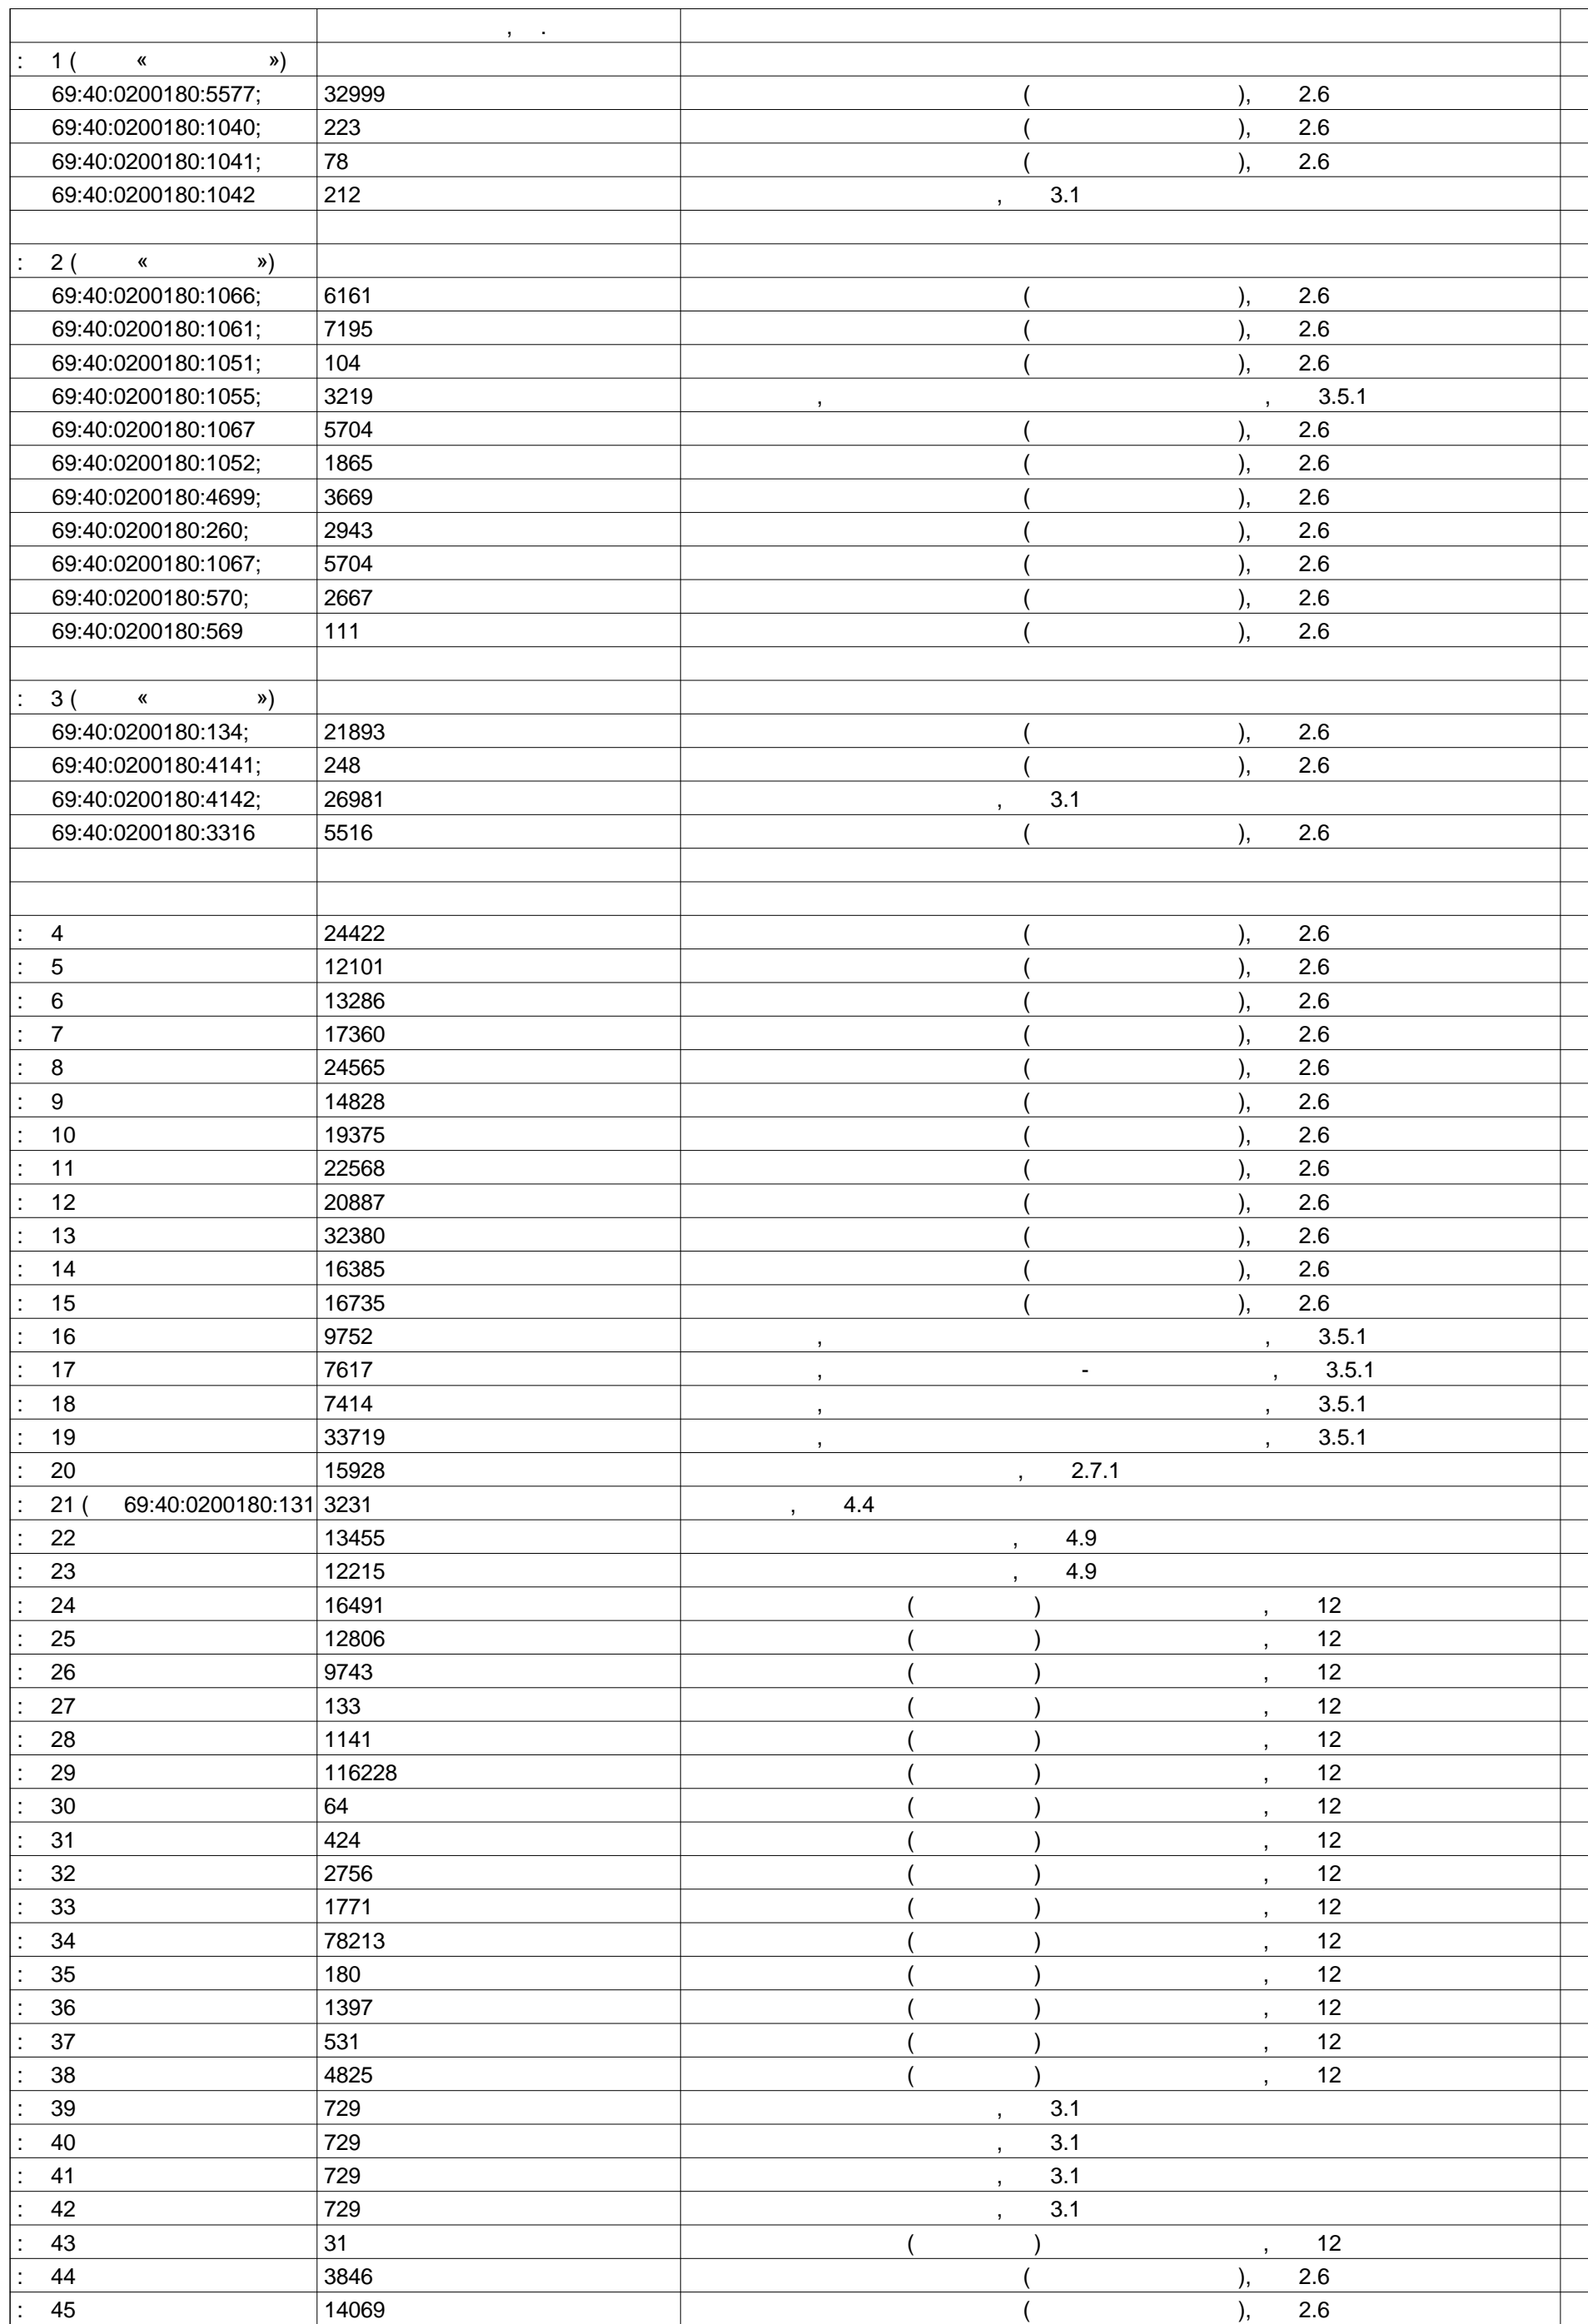 , .
: 1 ( « »)
69:40:0200180:5577; 32999 ( ), 2.6
69:40:0200180:1040; 223 ( ), 2.6
69:40:0200180:1041; 78 ( ), 2.6
69:40:0200180:1042 212 , 3.1
: 2 ( « »)
69:40:0200180:1066; 6161 ( ), 2.6
69:40:0200180:1061; 7195 ( ), 2.6
69:40:0200180:1051; 104 ( ), 2.6
69:40:0200180:1055; 3219 , , 3.5.1
69:40:0200180:1067 5704 ( ), 2.6
69:40:0200180:1052; 1865 ( ), 2.6
69:40:0200180:4699; 3669 ( ), 2.6
69:40:0200180:260; 2943 ( ), 2.6
69:40:0200180:1067; 5704 ( ), 2.6
69:40:0200180:570; 2667 ( ), 2.6
69:40:0200180:569 111 ( ), 2.6
: 3 ( « »)
69:40:0200180:134; 21893 ( ), 2.6
69:40:0200180:4141; 248 ( ), 2.6
69:40:0200180:4142; 26981 , 3.1
69:40:0200180:3316 5516 ( ), 2.6
: 4 24422 ( ), 2.6
: 5 12101 ( ), 2.6
: 6 13286 ( ), 2.6
: 7 17360 ( ), 2.6
: 8 24565 ( ), 2.6
: 9 14828 ( ), 2.6
: 10 19375 ( ), 2.6
: 11 22568 ( ), 2.6
: 12 20887 ( ), 2.6
: 13 32380 ( ), 2.6
: 14 16385 ( ), 2.6
: 15 16735 ( ), 2.6
: 16 9752 , , 3.5.1
: 17 7617 , - , 3.5.1
: 18 7414 , , 3.5.1
: 19 33719 , , 3.5.1
: 20 15928 , 2.7.1
: 21 ( 69:40:0200180:131 3231 , 4.4
: 22 13455 , 4.9
: 23 12215 , 4.9
: 24 16491 ( ) , 12
: 25 12806 ( ) , 12
: 26 9743 ( ) , 12
: 27 133 ( ) , 12
: 28 1141 ( ) , 12
: 29 116228 ( ) , 12
: 30 64 ( ) , 12
: 31 424 ( ) , 12
: 32 2756 ( ) , 12
: 33 1771 ( ) , 12
: 34 78213 ( ) , 12
: 35 180 ( ) , 12
: 36 1397 ( ) , 12
: 37 531 ( ) , 12
: 38 4825 ( ) , 12
: 39 729 , 3.1
: 40 729 , 3.1
: 41 729 , 3.1
: 42 729 , 3.1
: 43 31 ( ) , 12
: 44 3846 ( ), 2.6
: 45 14069 ( ), 2.6